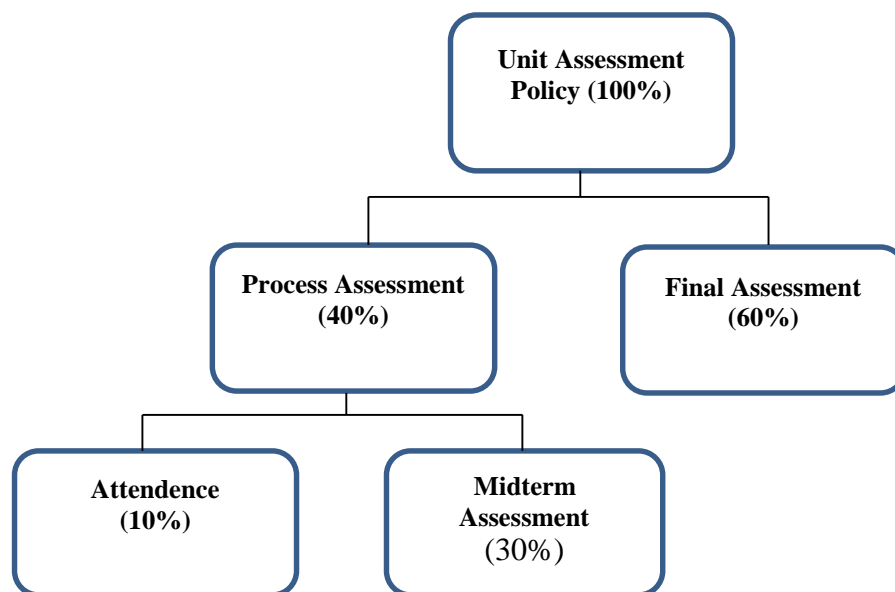 Unit Assessment
Policy (100%)
Process Assessment
(40%)
Final Assessment
(60%)
Attendence
(10%)
Midterm
Assessment
(30%)